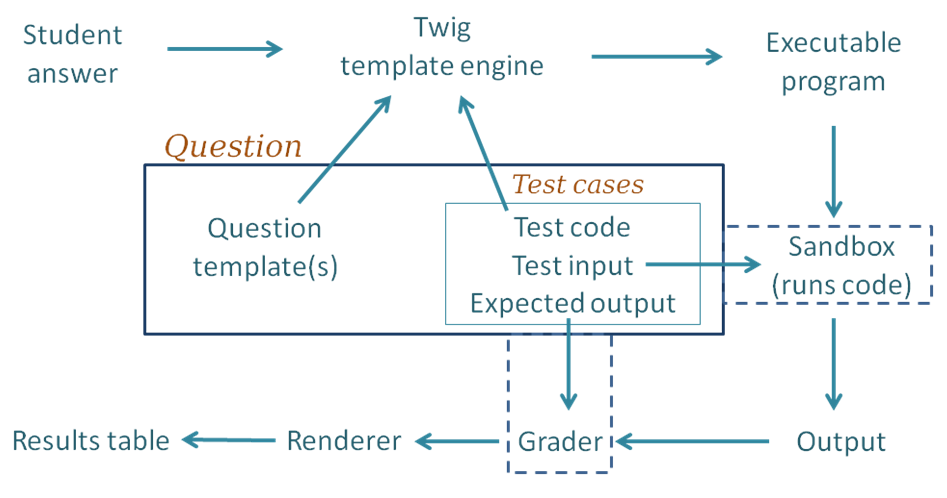 Student
answer
Twig
template engine
Executable
program
Question
Test cases
Question
template(s)
Test code
Test input
Expected output
Sandbox
(runs code)
Results table
Renderer
Grader
Output